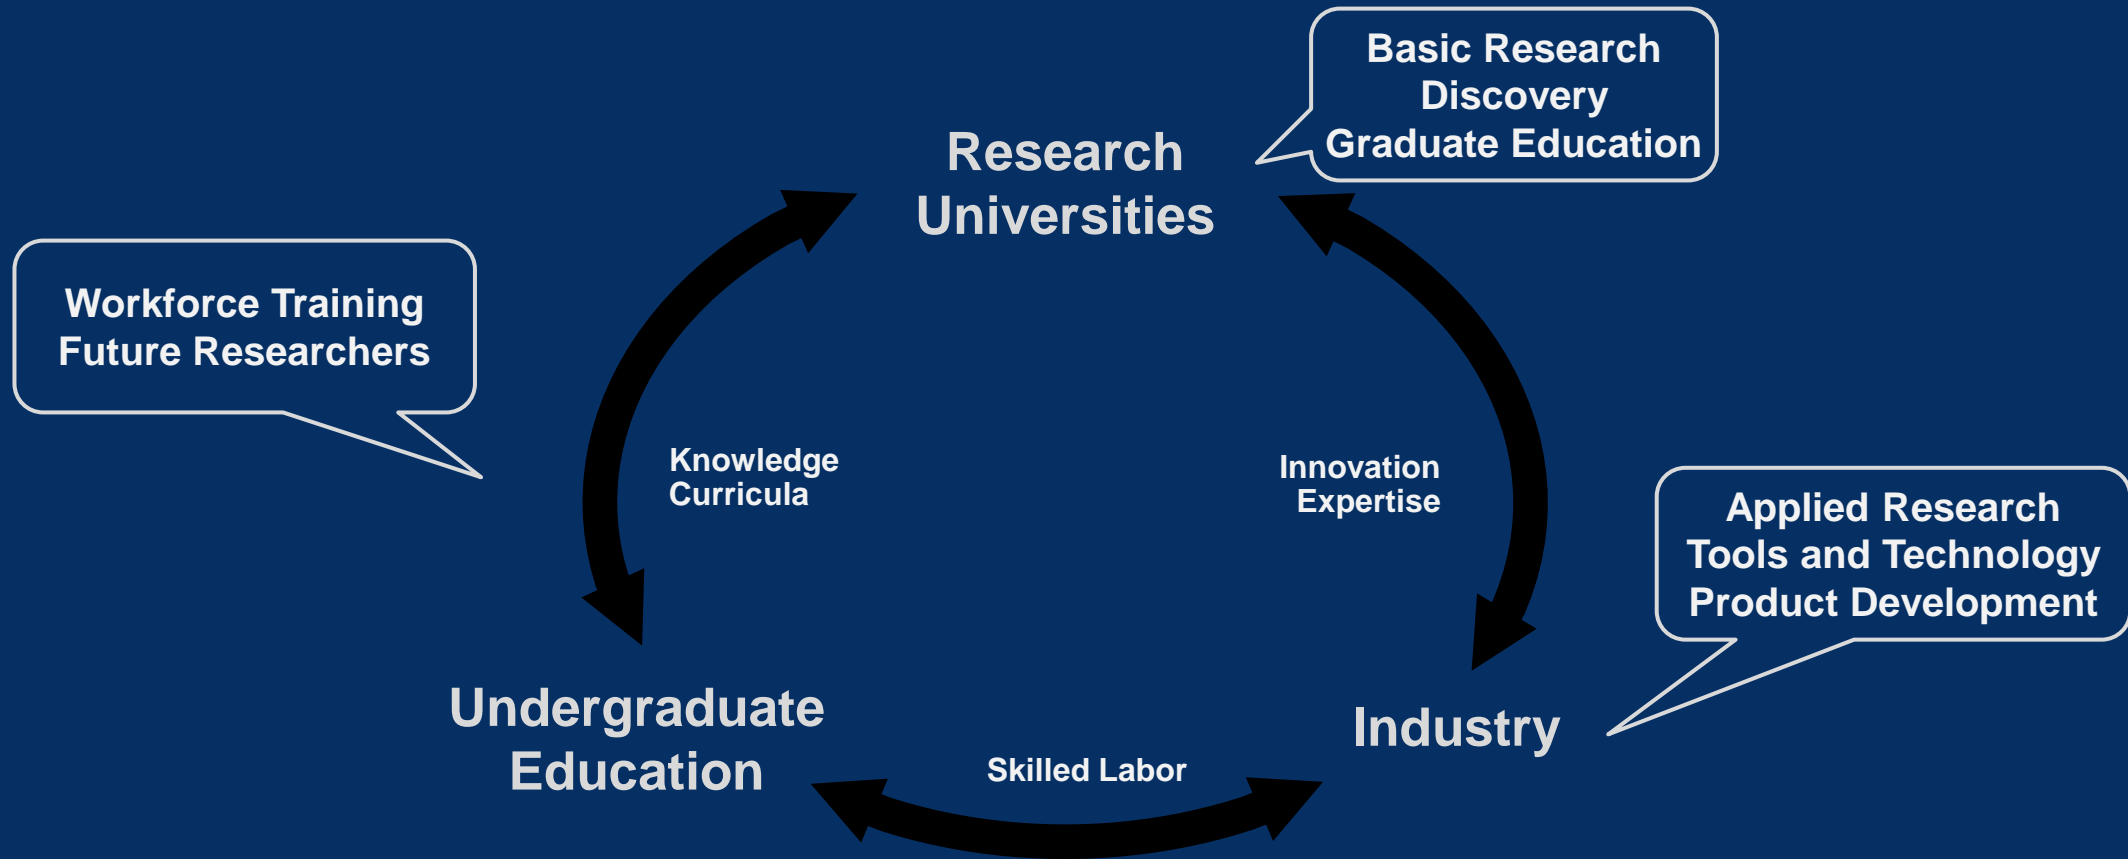 Basic Research
Discovery
Graduate Education
Research
Universities
Workforce Training
Future Researchers
Knowledge
Curricula
Innovation
Expertise
Applied Research
Tools and Technology
Product Development
Undergraduate
Education
Industry
Skilled Labor